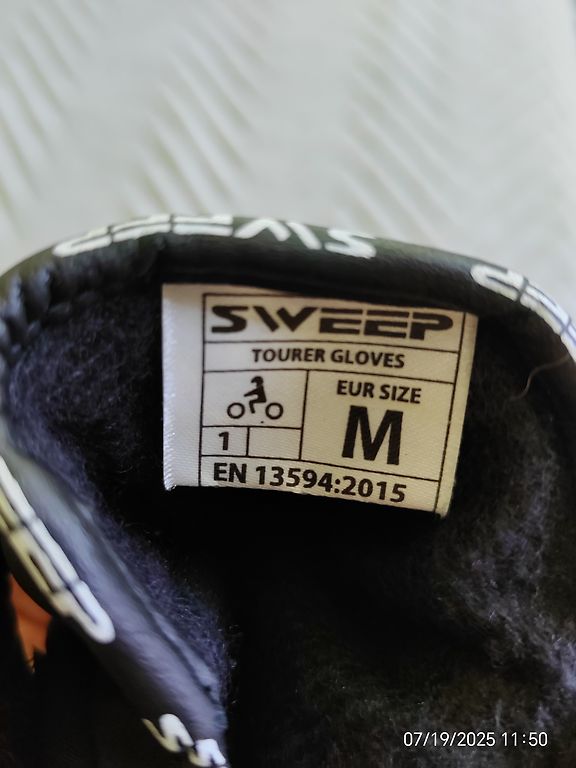 SWEEP
SWEEP
TOURER GLOVES
EUR SIZE
M
1
EN 13594:2015
07/19/2025 11:50